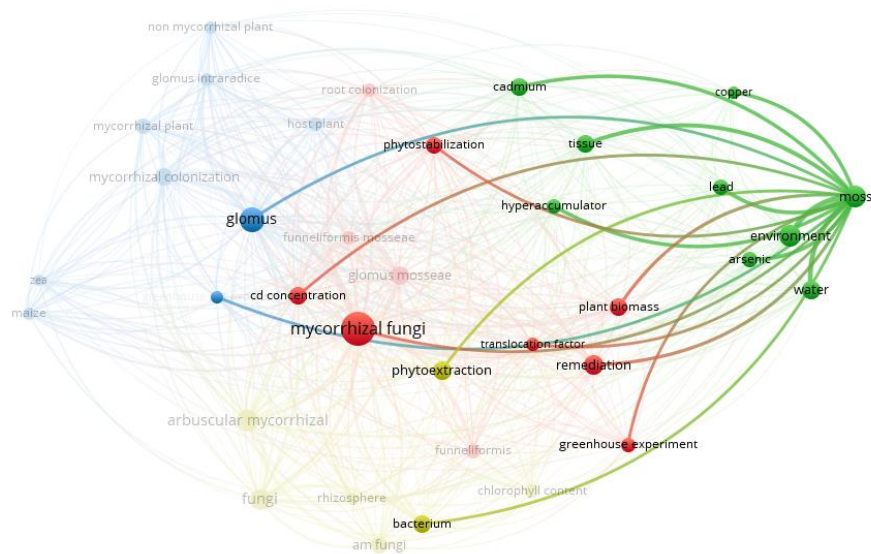 non mycorrhizal plant
glomus intraradice
cadmium
root colonization
copper
mycorrhizal plant
host plant
phytostabilization
tissue
mycorrhizal colonization
lead
moss
hyperaccumulator
glomus
funneliformis mosseae
environment
arsenic
glomus mosseae
zea
water
cd concentration
maize
plant biomass
mycorrhizal fungi
translocation factor
phytoextraction
remediation
arbuscular mycorrhizal
greenhouse experiment
funneliformis
chlorophyll content
fungi
rhizosphere
bacterium
am fungi